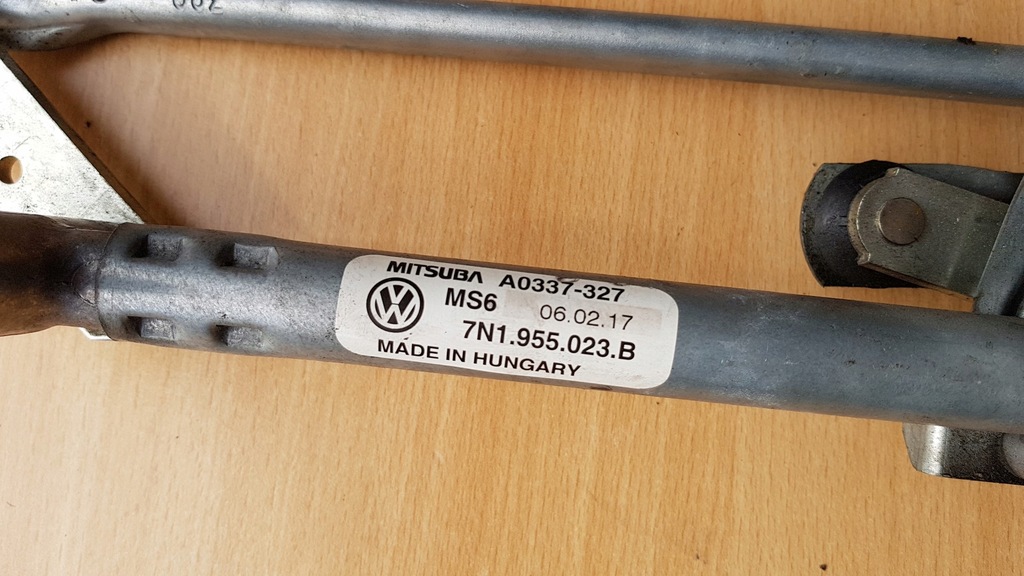 MITSUBA A0337-327
MS6 06.02.17
7N1.955.023.B
MADE IN HUNGARY